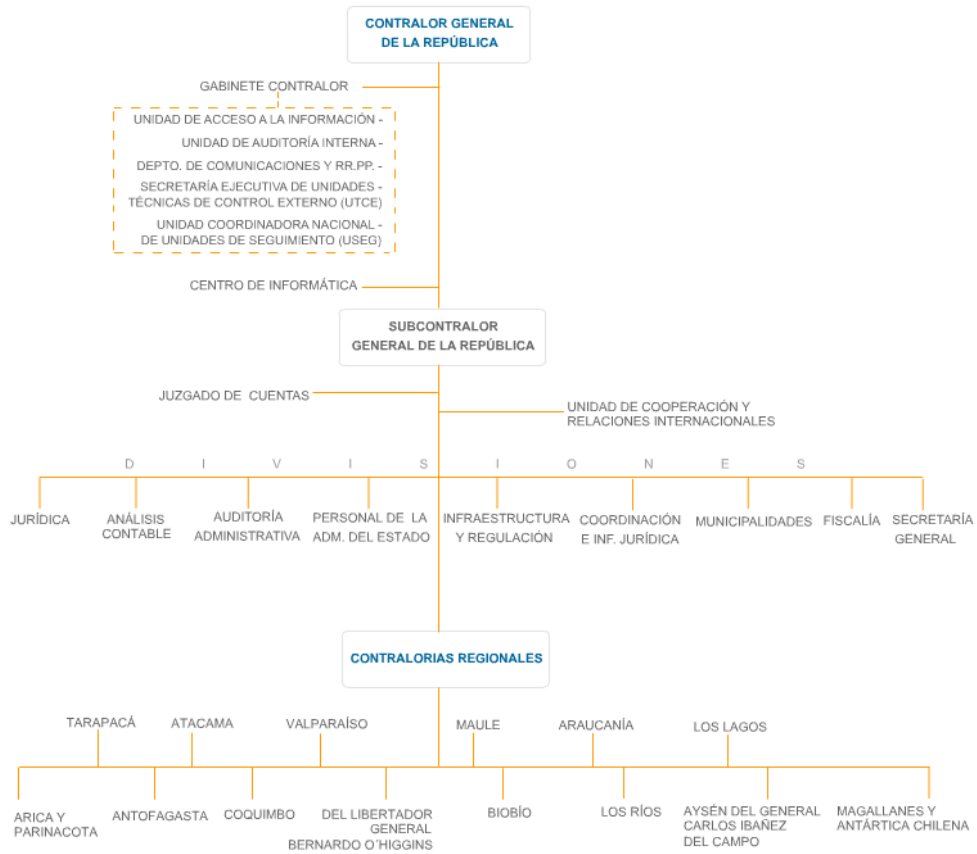 CONTRALOR GENERAL
DE LA REPÚBLICA
GABINETE CONTRALOR
UNIDAD DE ACCESO A LA INFORMACIÓN -
UNIDAD DE AUDITORÍA INTERNA -
DEPTO. DE COMUNICACIONES Y RR.PP. -
SECRETARÍA EJECUTIVA DE UNIDADES -
TÉCNICAS DE CONTROL EXTERNO (UTCE)
UNIDAD COORDINADORA NACIONAL -
DE UNIDADES DE SEGUIMIENTO (USEG)
CENTRO DE INFORMÁTICA
SUBCONTRALOR
GENERAL DE LA REPÚBLICA
JUZGADO DE CUENTAS
UNIDAD DE COOPERACIÓN Y
RELACIONES INTERNACIONALES
D I V I S I O N E S
JURÍDICA
ANÁLISIS
CONTABLE
AUDITORÍA
ADMINISTRATIVA
PERSONAL DE LA
ADM. DEL ESTADO
INFRAESTRUCTURA
Y REGULACIÓN
COORDINACIÓN
E INF. JURÍDICA
MUNICIPALIDADES
FISCALÍA
SECRETARÍA
GENERAL
CONTRALORIAS REGIONALES
TARAPACÁ
ATACAMA
VALPARAÍSO
MAULE
ARAUCANÍA
LOS LAGOS
ARICA Y
PARINACOTA
ANTOFAGASTA
COQUIMBO
DEL LIBERTADOR
GENERAL
BERNARDO O´HIGGINS
BIOBÍO
LOS RÍOS
AYSÉN DEL GENERAL
CARLOS IBAÑEZ
DEL CAMPO
MAGALLANES Y
ANTÁRTICA CHILENA